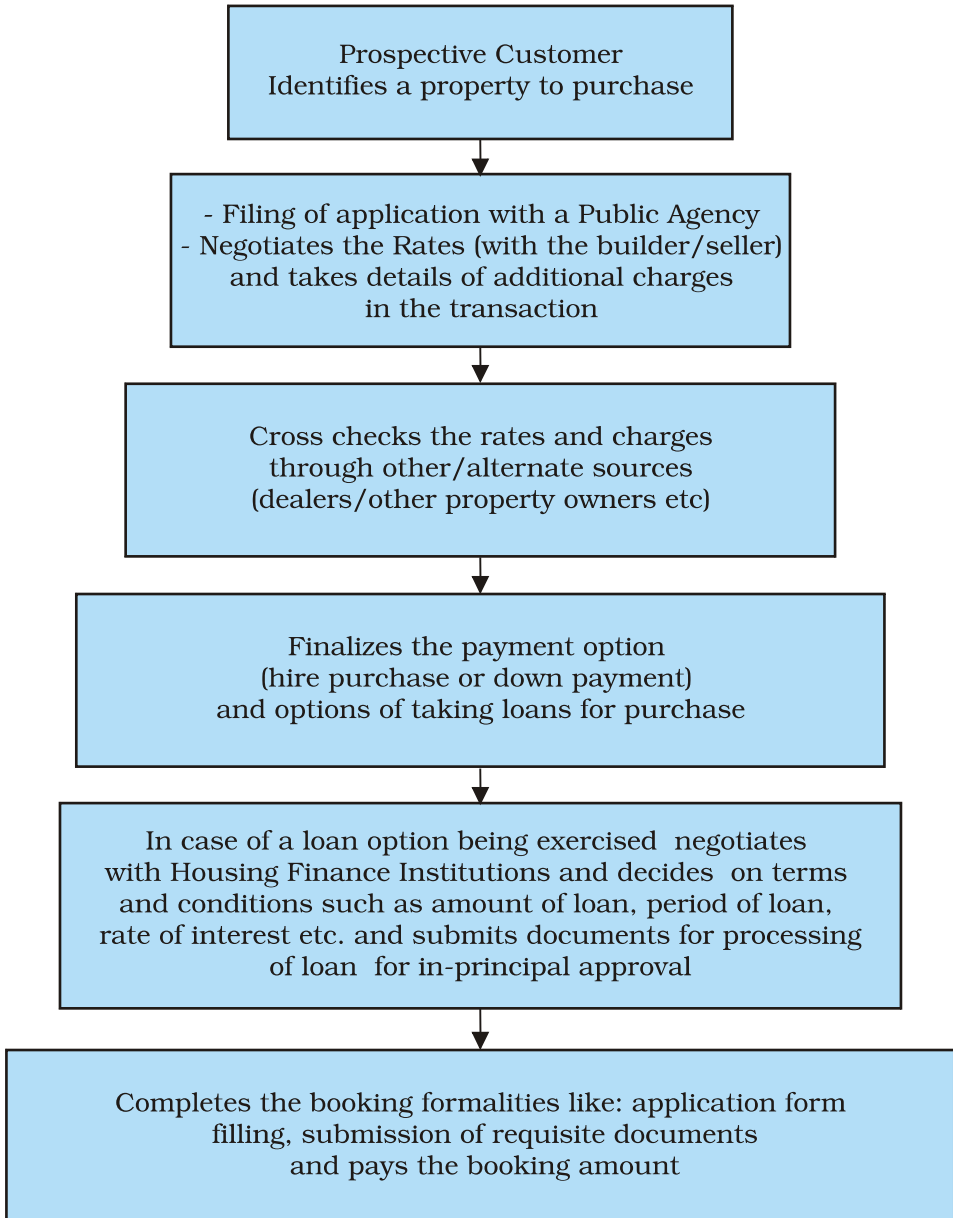 Prospective Customer
Identifies a property to purchase
- Filing of application with a Public Agency
- Negotiates the Rates (with the builder/seller)
and takes details of additional charges
in the transaction
Cross checks the rates and charges
through other/alternate sources
(dealers/other property owners etc)
Finalizes the payment option
(hire purchase or down payment)
and options of taking loans for purchase
In case of a loan option being exercised negotiates
with Housing Finance Institutions and decides on terms
and conditions such as amount of loan, period of loan,
rate of interest etc. and submits documents for processing
of loan for in-principal approval
Completes the booking formalities like: application form
filling, submission of requisite documents
and pays the booking amount